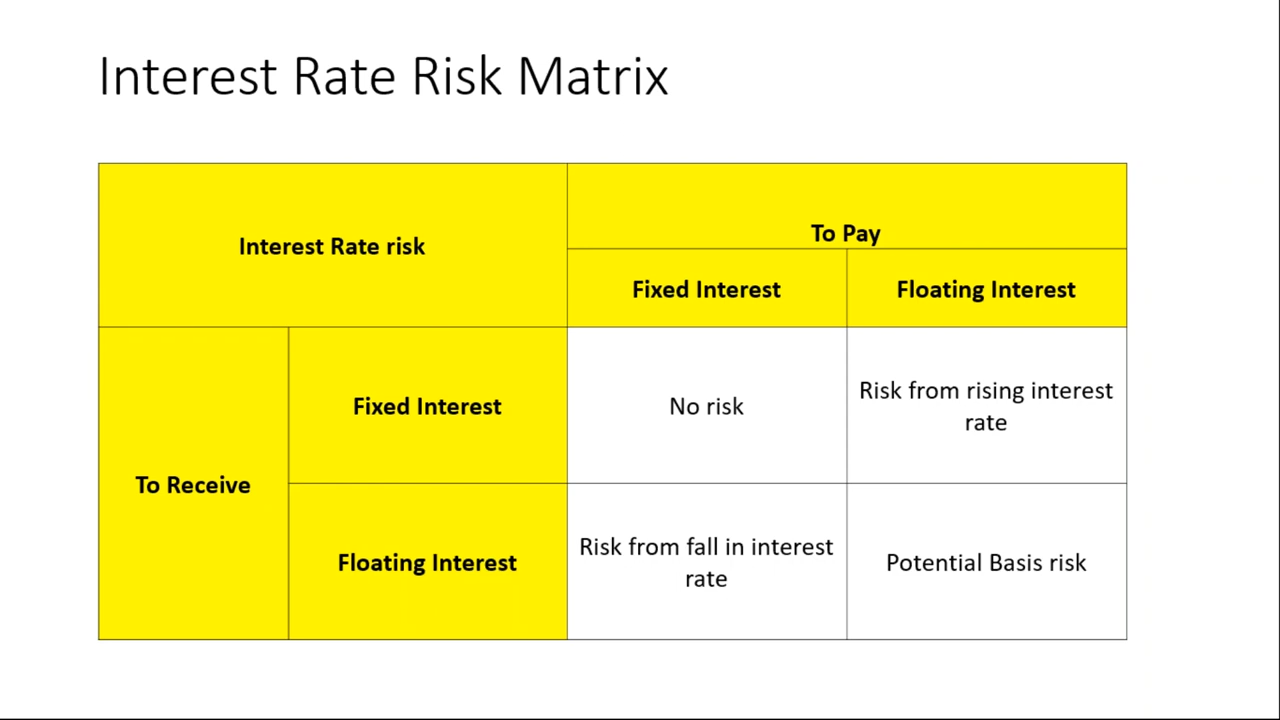 Interest Rate Risk Matrix
Interest Rate risk
To Pay
Fixed Interest
Floating Interest
To Receive
Fixed Interest
No risk
Risk from rising interest
rate
Floating Interest
Risk from fall in interest
rate
Potential Basis risk